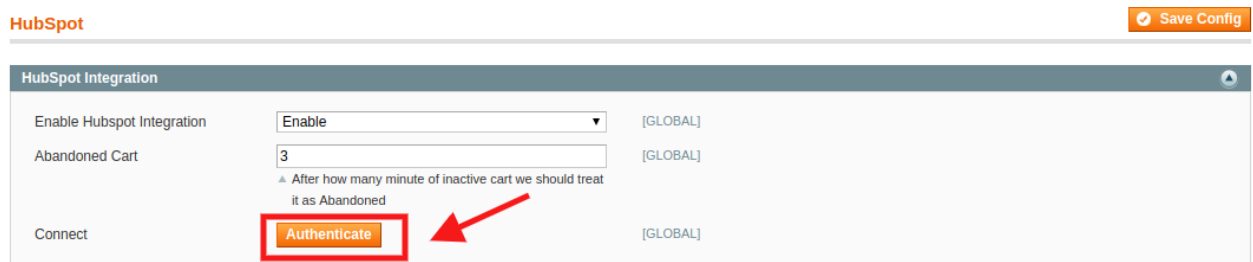 HubSpot
Save Config
HubSpot Integration
Enable Hubspot Integration Enable [GLOBAL]
Abandoned Cart 3 [GLOBAL]
After how many minute of inactive cart we should treat
it as Abandoned
Connect Authenticate [GLOBAL]